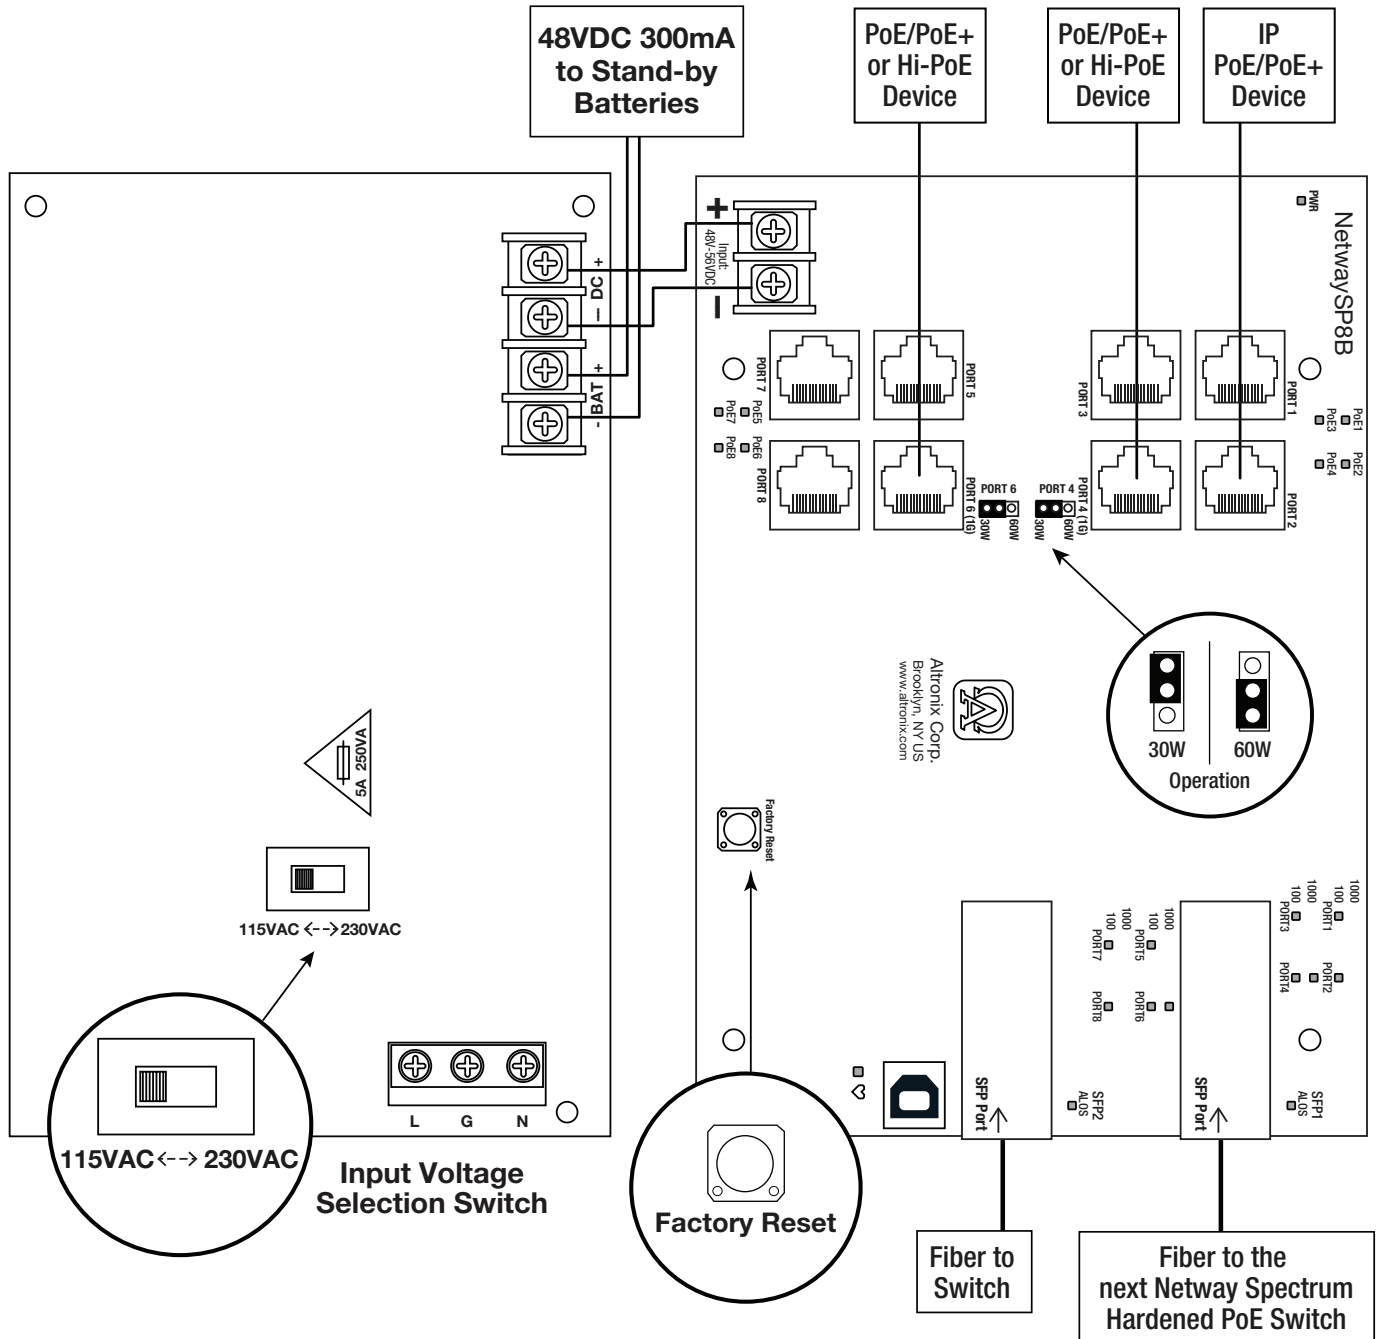 48VDC 300mA
to Stand-by
Batteries
PoE/PoE+
or Hi-PoE
Device
PoE/PoE+
or Hi-PoE
Device
IP
PoE/PoE+
Device
- BAT +
— DC +
+
Input:
48V-56VDC
–
PWR
NetwaySP8B
PORT 7
PORT 5
PORT 3
PORT 1
PoE7
PoE5
PoE8
PoE6
PoE3
PoE1
PoE4
PoE2
PORT 8
PORT 6 (1G)
PORT 6
30W
60W
PORT 4
30W
60W
PORT 4 (1G)
PORT 2
30W
60W
Operation
Altronix Corp.
Brooklyn, NY US
www.altronix.com
5A 250VA
115VAC <--> 230VAC
Factory Reset
1000
100
PORT7
1000
100
PORT5
PORT8
PORT6
1000
100
PORT3
1000
100
PORT1
PORT4
PORT2
L G N
115VAC <--> 230VAC
Input Voltage
Selection Switch
Factory Reset
SFP Port
SFP2
ALOS
SFP Port
SFP1
ALOS
Fiber to
Switch
Fiber to the
next Netway Spectrum
Hardened PoE Switch